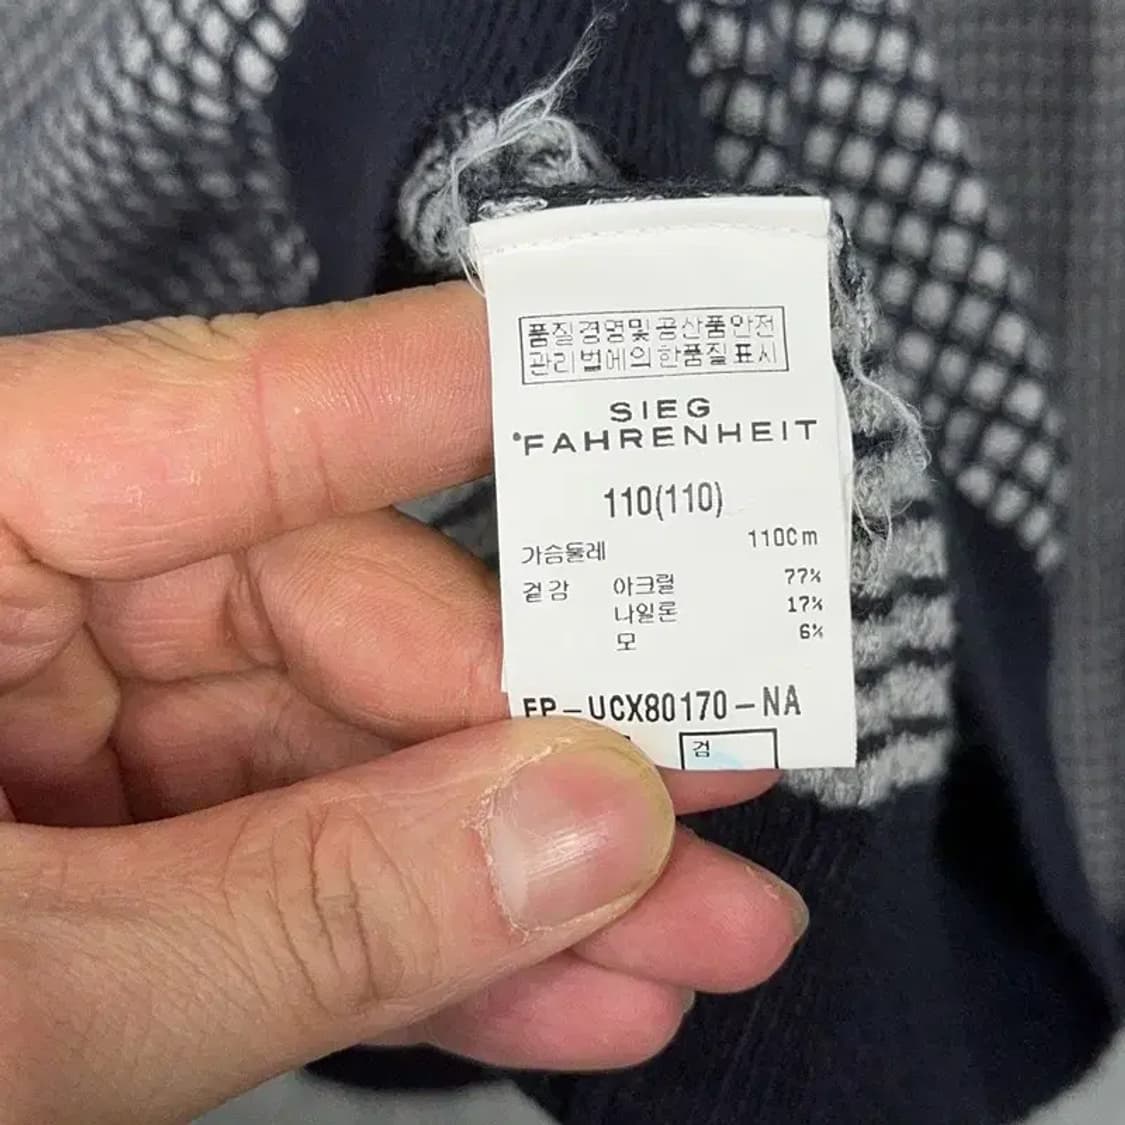 품질경영및공산품안전
관리법에의한품질표시
SIEG
°FAHRENHEIT
110(110)
가슴둘레 110Cm
겉감 아크릴 77%
나일론 17%
모 6%
EP-UCX80170-NA
검